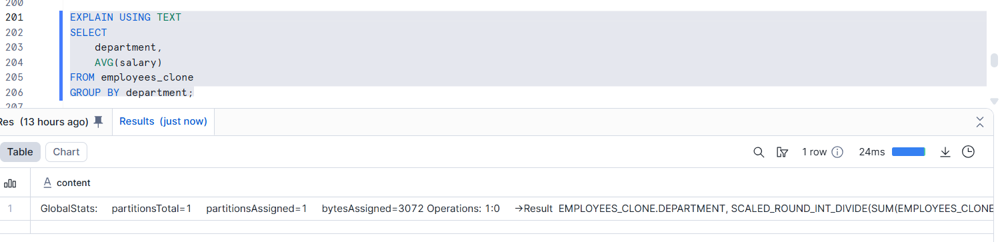 200
201 EXPLAIN USING TEXT
202 SELECT
203 department,
204 AVG(salary)
205 FROM employees_clone
206 GROUP BY department;
207
Res (13 hours ago) Results (just now)
Table Chart 1 row 24ms
A content
1 GlobalStats: partitionsTotal=1 partitionsAssigned=1 bytesAssigned=3072 Operations: 1:0 ->Result EMPLOYEES_CLONE.DEPARTMENT, SCALED_ROUND_INT_DIVIDE(SUM(EMPLOYEES_CLONE